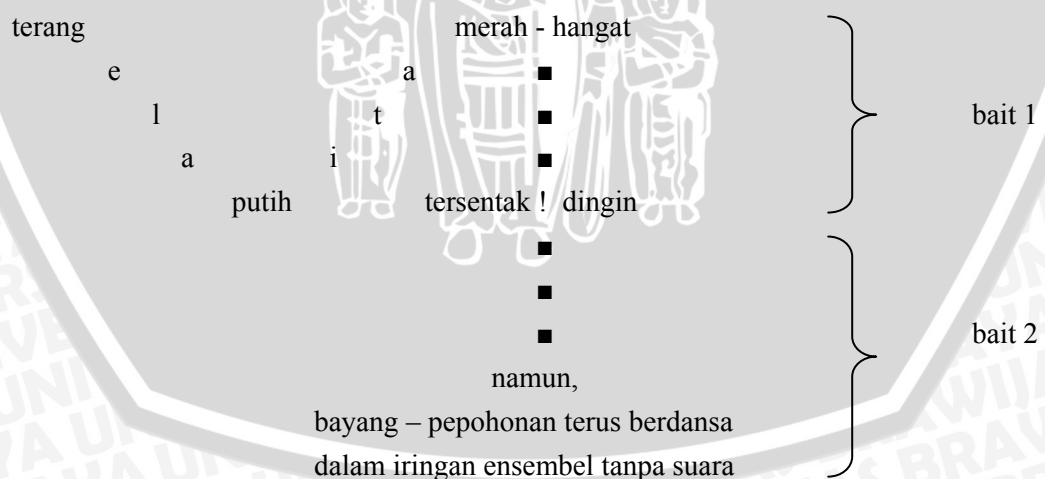 terang merah - hangat
e a ■
l t ■ bait 1
a i ■
putih tersentak ! dingin
■
■
■ bait 2
namun,
bayang – pepohonan terus berdansa
dalam iringan ensembel tanpa suara